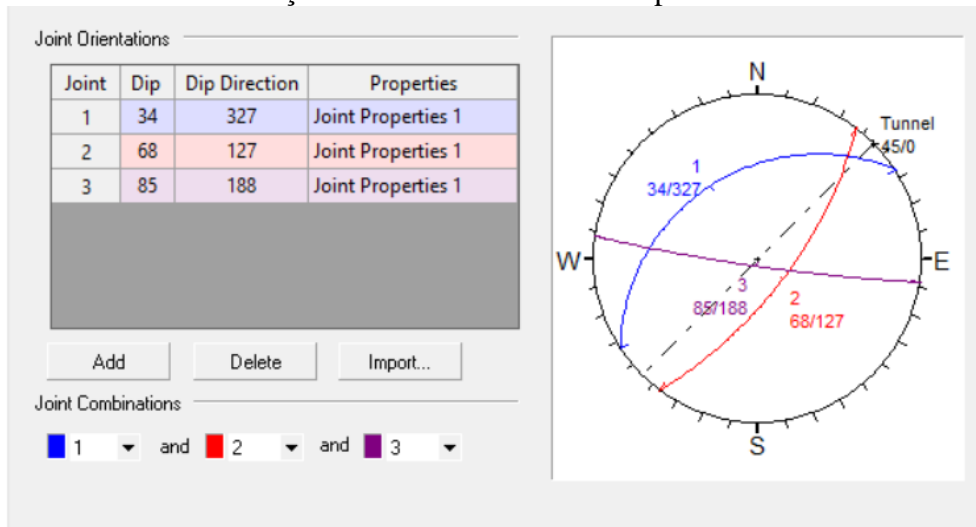 Joint Orientations
Joint Dip Dip Direction Properties
1 34 327 Joint Properties 1
2 68 127 Joint Properties 1
3 85 188 Joint Properties 1
Add Delete Import...
Joint Combinations
1 and 2 and 3
N
Tunnel
45/0
1
34/327
W
E
3
85/188
2
68/127
S